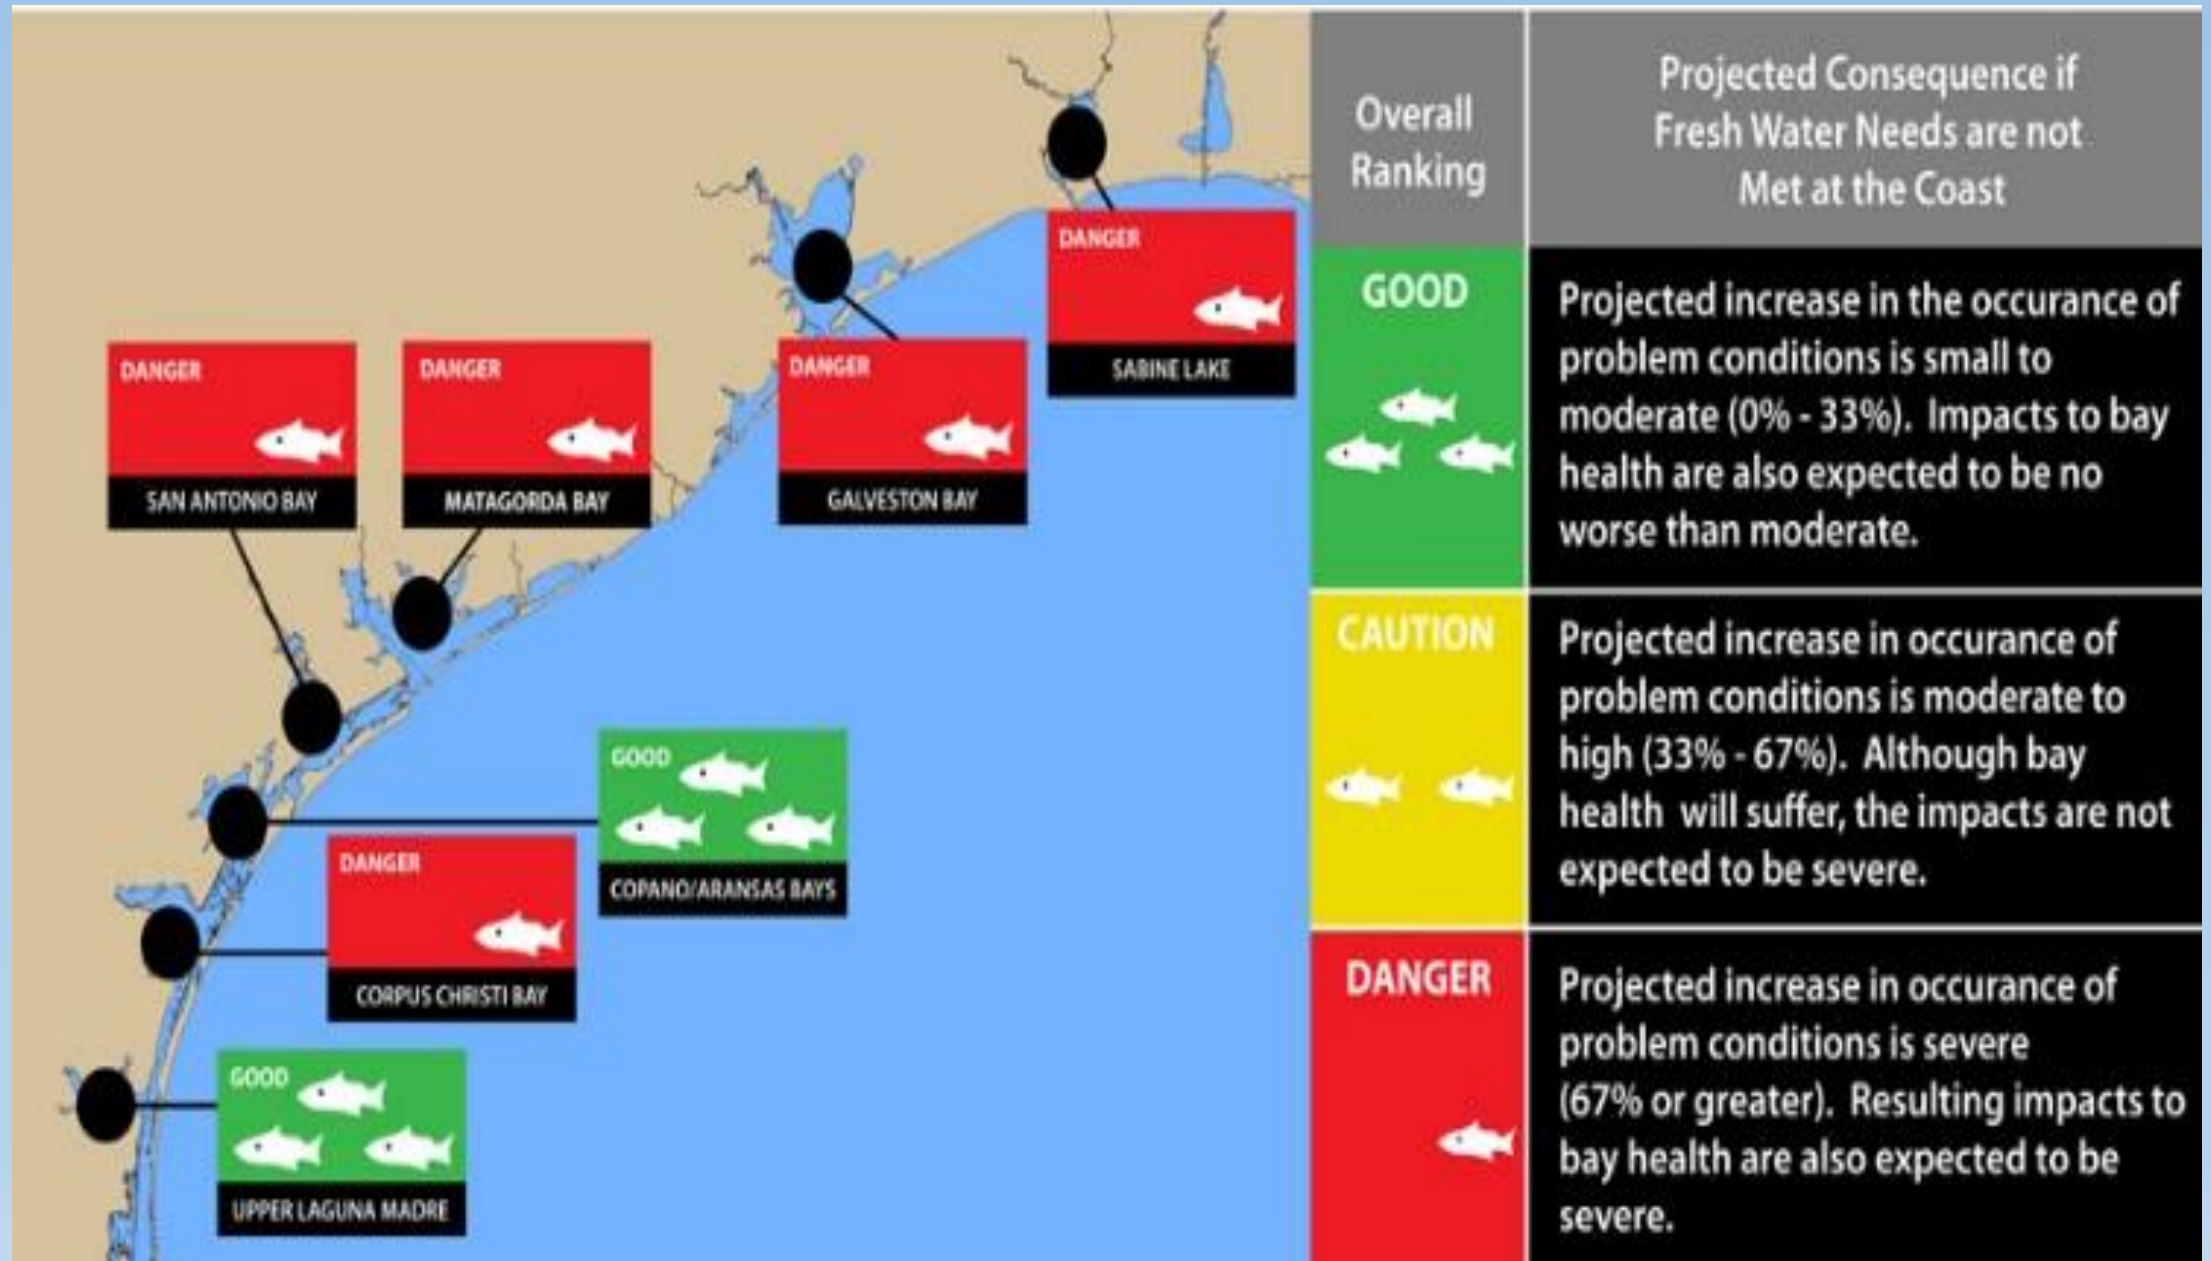 DANGER
SABINE LAKE
DANGER
GALVESTON BAY
DANGER
SAN ANTONIO BAY
DANGER
MATAGORDA BAY
GOOD
COPANO/ARANSAS BAYS
DANGER
CORPUS CHRISTI BAY
GOOD
UPPER LAGUNA MADRE
Overall
Ranking
Projected Consequence if
Fresh Water Needs are not
Met at the Coast
GOOD
Projected increase in the occurance of
problem conditions is small to
moderate (0% - 33%). Impacts to bay
health are also expected to be no
worse than moderate.
CAUTION
Projected increase in occurance of
problem conditions is moderate to
high (33% - 67%). Although bay
health will suffer, the impacts are not
expected to be severe.
DANGER
Projected increase in occurance of
problem conditions is severe
(67% or greater). Resulting impacts to
bay health are also expected to be
severe.